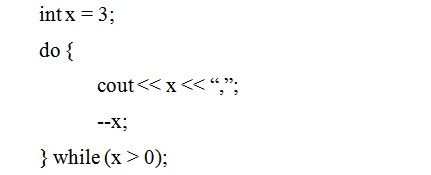 int x = 3;
do {
cout << x << “,”;
--x;
} while (x > 0);